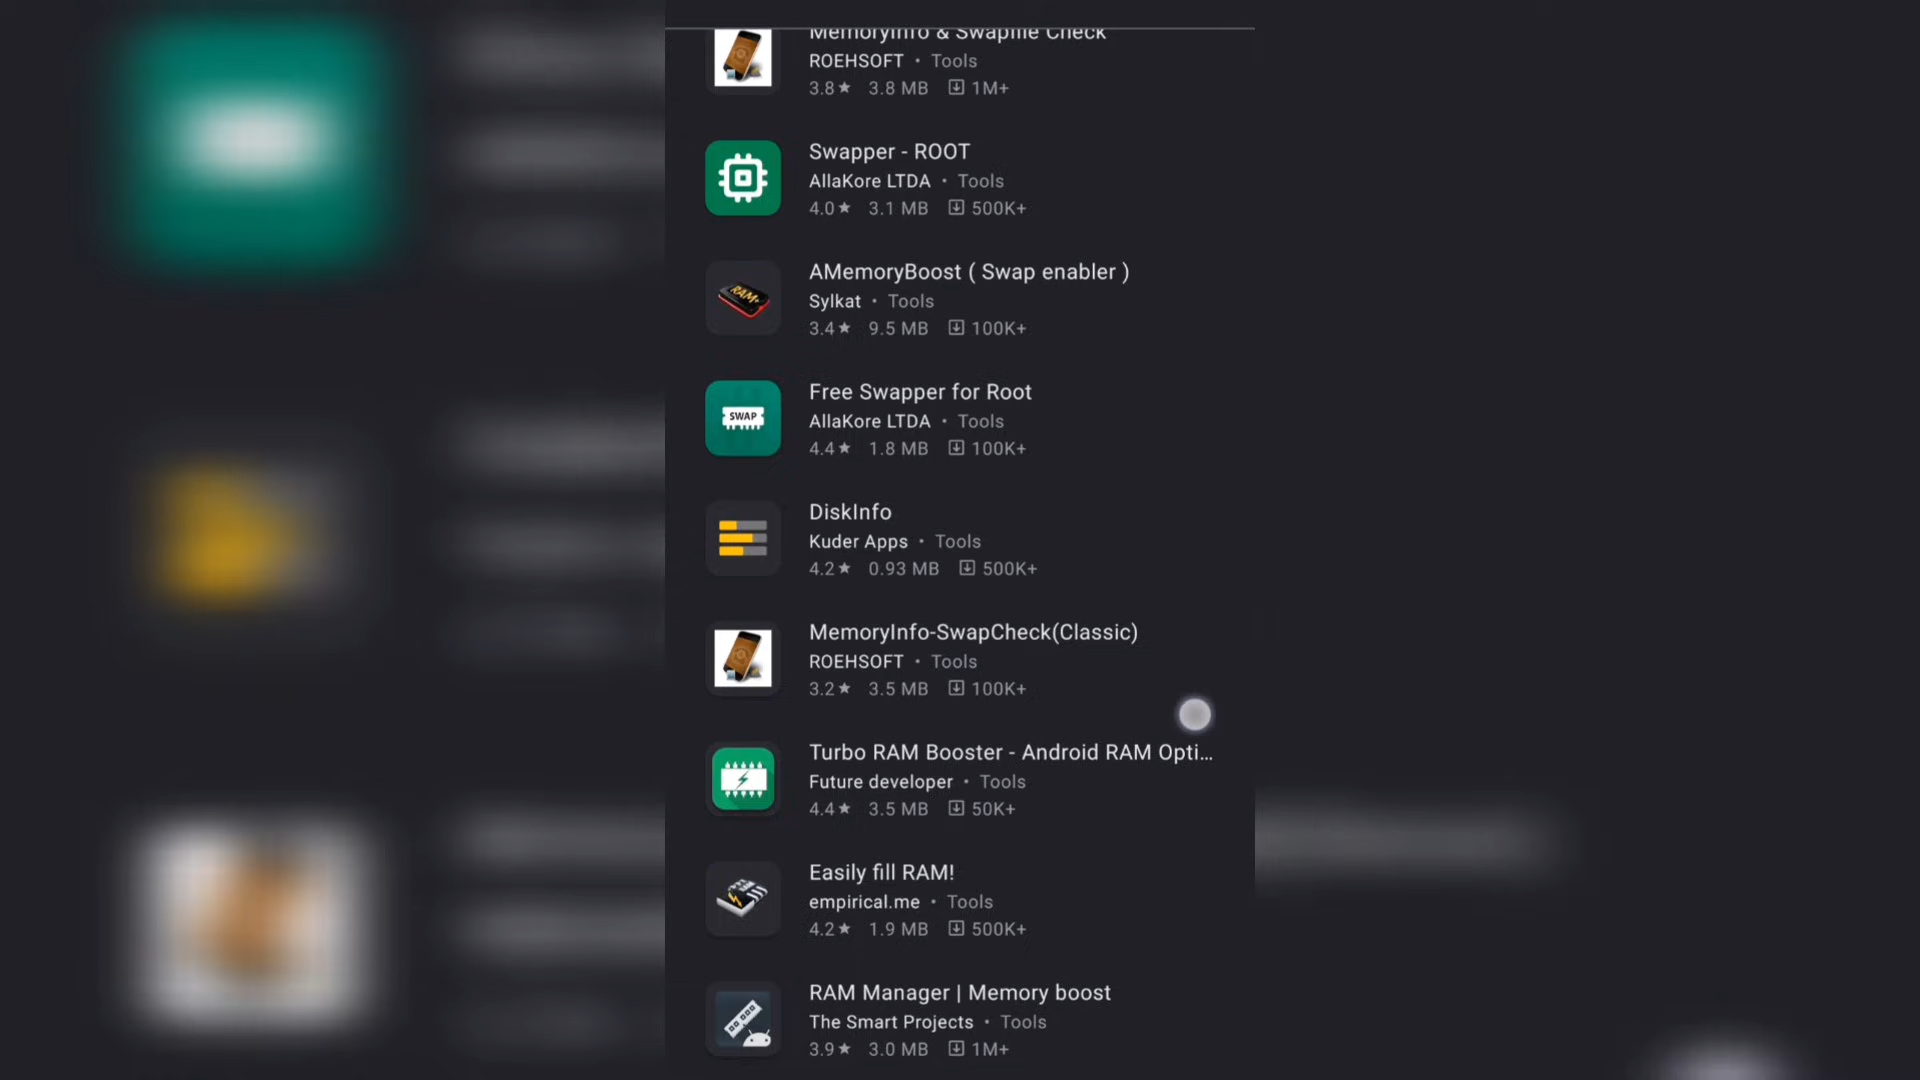 MemoryInfo & Swapfile Check
ROEHSOFT • Tools
3.8★ 3.8 MB 1M+
Swapper - ROOT
AllaKore LTDA • Tools
4.0★ 3.1 MB 500K+
RAM+
AMemoryBoost ( Swap enabler )
Sylkat • Tools
3.4★ 9.5 MB 100K+
SWAP
Free Swapper for Root
AllaKore LTDA • Tools
4.4★ 1.8 MB 100K+
DiskInfo
Kuder Apps • Tools
4.2★ 0.93 MB 500K+
MemoryInfo-SwapCheck(Classic)
ROEHSOFT • Tools
3.2★ 3.5 MB 100K+
Turbo RAM Booster - Android RAM Opti...
Future developer • Tools
4.4★ 3.5 MB 50K+
Easily fill RAM!
empirical.me • Tools
4.2★ 1.9 MB 500K+
RAM Manager | Memory boost
The Smart Projects • Tools
3.9★ 3.0 MB 1M+